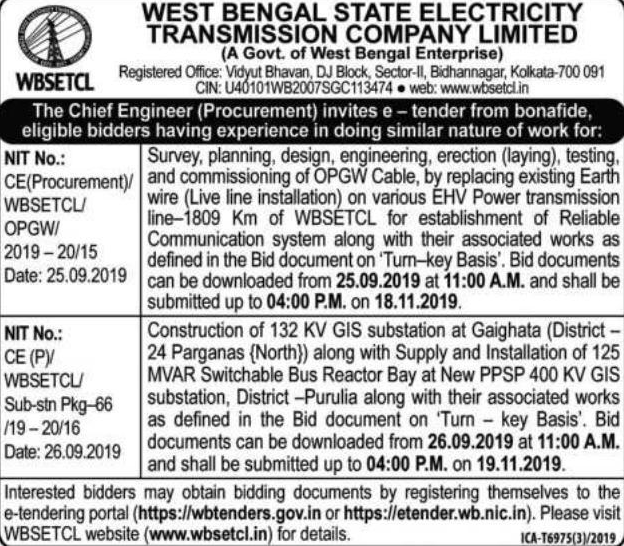 WEST BENGAL STATE ELECTRICITY
TRANSMISSION COMPANY LIMITED
(A Govt. of West Bengal Enterprise)
WBSETCL
Registered Office: Vidyut Bhavan, DJ Block, Sector-II, Bidhannagar, Kolkata-700 091
CIN: U40101WB2007SGC113474 ● web: www.wbsetcl.in
The Chief Engineer (Procurement) invites e – tender from bonafide,
eligible bidders having experience in doing similar nature of work for:
NIT No.:
CE(Procurement)/
WBSETCL/
OPGW/
2019 – 20/15
Date: 25.09.2019
Survey, planning, design, engineering, erection (laying), testing,
and commissioning of OPGW Cable, by replacing existing Earth
wire (Live line installation) on various EHV Power transmission
line–1809 Km of WBSETCL for establishment of Reliable
Communication system along with their associated works as
defined in the Bid document on ‘Turn–key Basis’. Bid documents
can be downloaded from 25.09.2019 at 11:00 A.M. and shall be
submitted up to 04:00 P.M. on 18.11.2019.
NIT No.:
CE (P)/
WBSETCL/
Sub-stn Pkg–66
/19 – 20/16
Date: 26.09.2019
Construction of 132 KV GIS substation at Gaighata (District –
24 Parganas {North}) along with Supply and Installation of 125
MVAR Switchable Bus Reactor Bay at New PPSP 400 KV GIS
substation, District –Purulia along with their associated works
as defined in the Bid document on ‘Turn – key Basis’. Bid
documents can be downloaded from 26.09.2019 at 11:00 A.M.
and shall be submitted up to 04:00 P.M. on 19.11.2019.
Interested bidders may obtain bidding documents by registering themselves to the
e-tendering portal (https://wbtenders.gov.in or https://etender.wb.nic.in). Please visit
WBSETCL website (www.wbsetcl.in) for details.
ICA-T6975(3)/2019